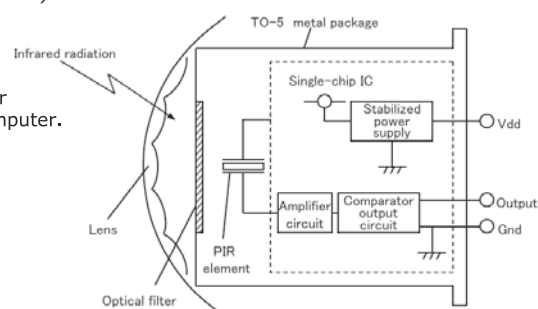 TO-5 metal package
Infrared radiation
r
mputer.
Single-chip IC
Stabilized
power
supply
Vdd
Amplifier
circuit
Comparator
output
circuit
Output
Gnd
Lens
PIR
element
Optical filter